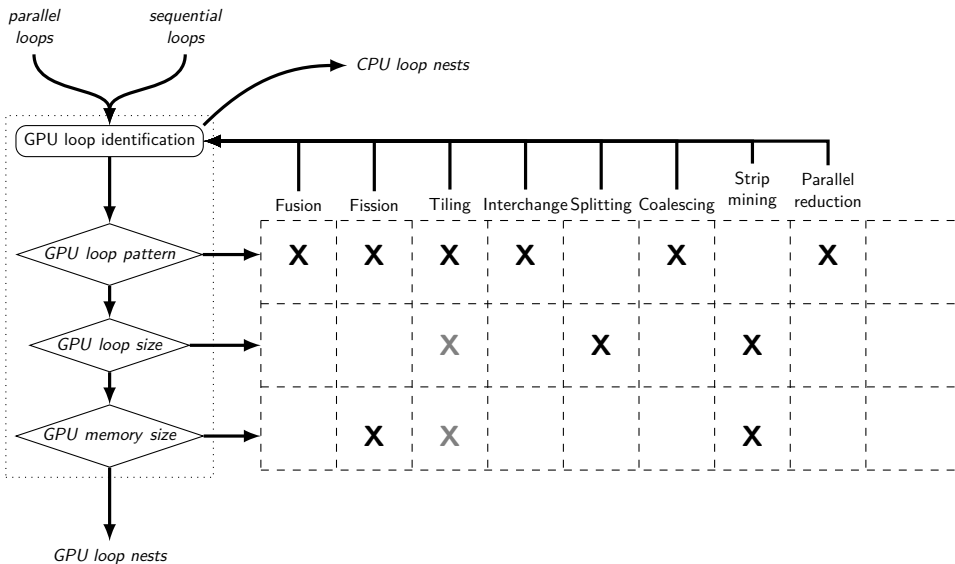 parallel
loops
sequential
loops
CPU loop nests
GPU loop identification
Fusion
Fission
Tiling
Interchange
Splitting
Coalescing
Strip
mining
Parallel
reduction
GPU loop pattern
X X X X X X
GPU loop size
X X X
GPU memory size
X X X
GPU loop nests